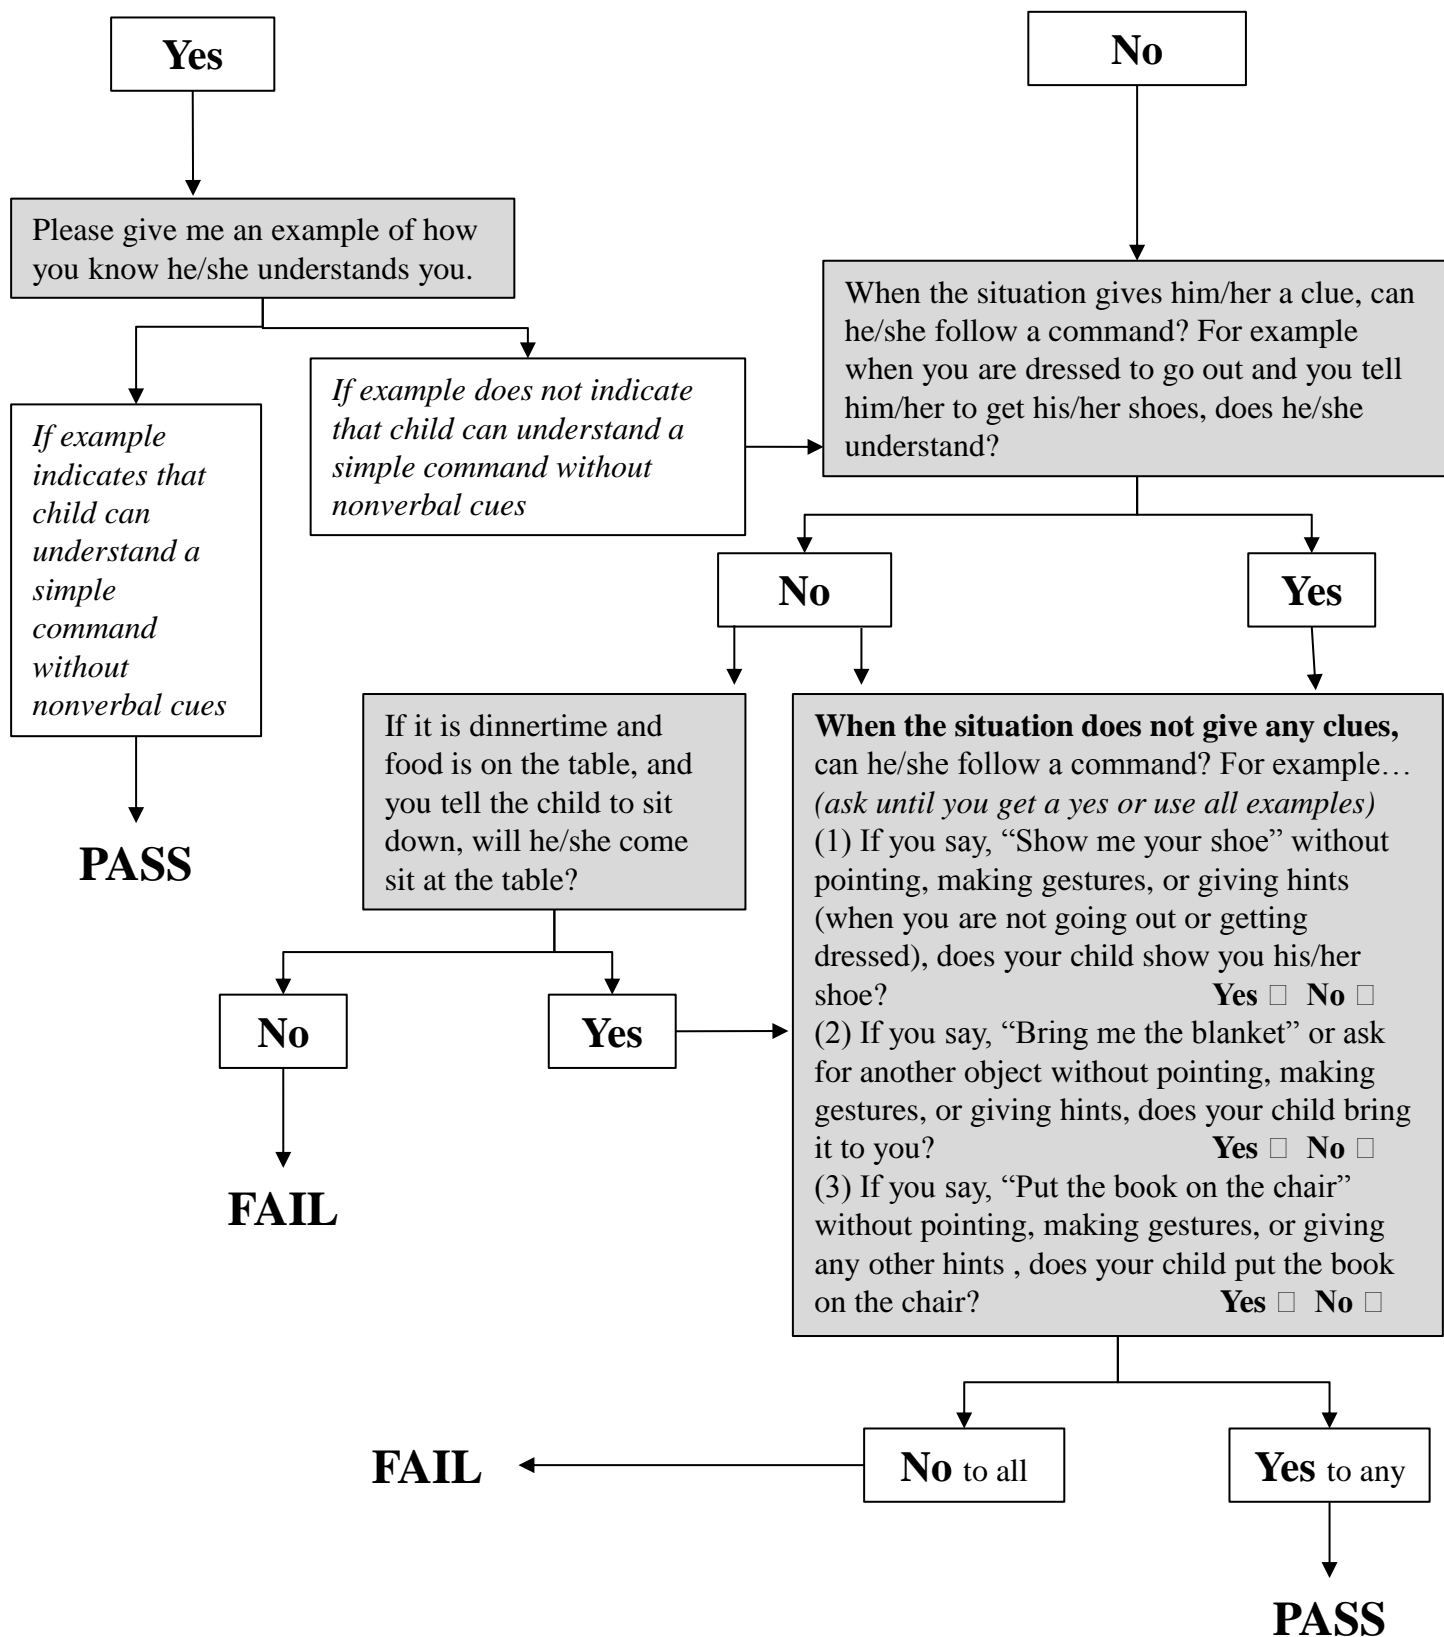 Yes
No
Please give me an example of how
you know he/she understands you.
When the situation gives him/her a clue, can
he/she follow a command? For example
when you are dressed to go out and you tell
him/her to get his/her shoes, does he/she
understand?
If example
indicates that
child can
understand a
simple
command
without
nonverbal cues
If example does not indicate
that child can understand a
simple command without
nonverbal cues
No
Yes
PASS
If it is dinnertime and
food is on the table, and
you tell the child to sit
down, will he/she come
sit at the table?
When the situation does not give any clues,
can he/she follow a command? For example…
(ask until you get a yes or use all examples)
(1) If you say, “Show me your shoe” without
pointing, making gestures, or giving hints
(when you are not going out or getting
dressed), does your child show you his/her
shoe? Yes □ No □
(2) If you say, “Bring me the blanket” or ask
for another object without pointing, making
gestures, or giving hints, does your child bring
it to you? Yes □ No □
(3) If you say, “Put the book on the chair”
without pointing, making gestures, or giving
any other hints , does your child put the book
on the chair? Yes □ No □
No
Yes
FAIL
FAIL
No to all
Yes to any
PASS